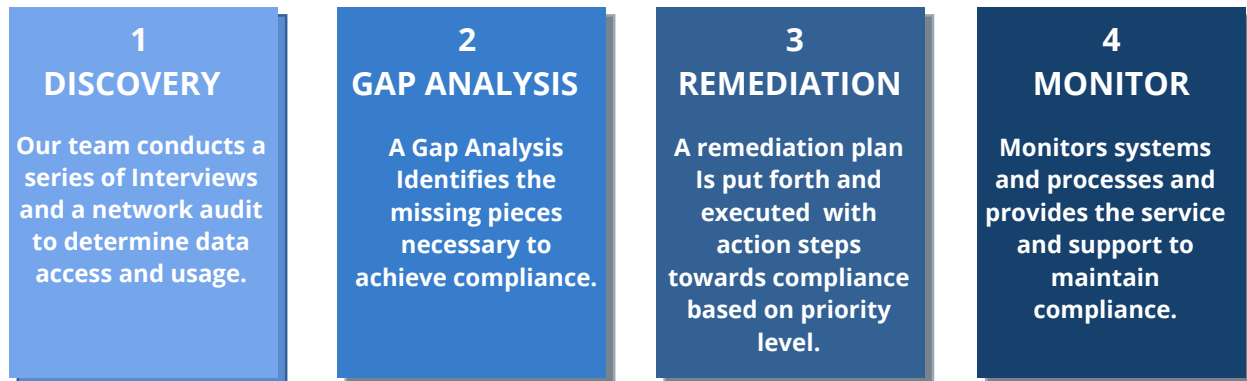 1
DISCOVERY
Our team conducts a
series of Interviews
and a network audit
to determine data
access and usage.
2
GAP ANALYSIS
A Gap Analysis
Identifies the
missing pieces
necessary to
achieve compliance.
3
REMEDIATION
A remediation plan
Is put forth and
executed  with
action steps
towards compliance
based on priority
level.
4
MONITOR
Monitors systems
and processes and
provides the service
and support to
maintain
compliance.